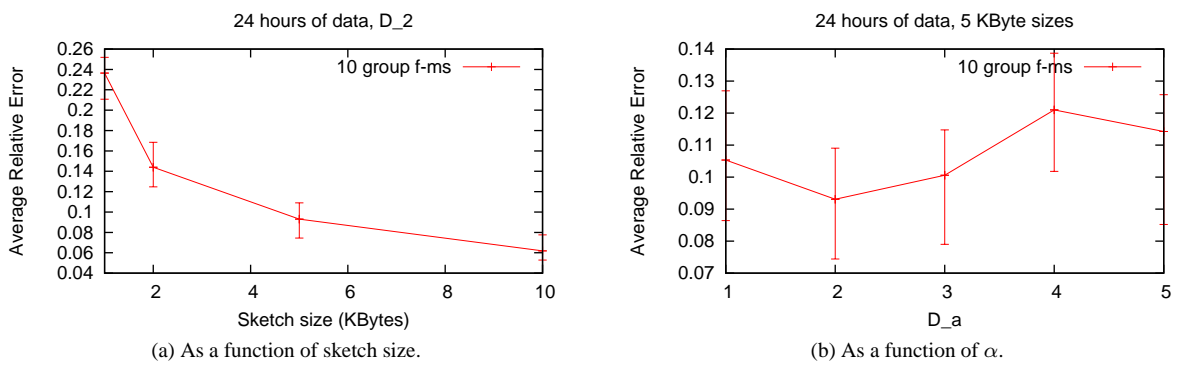 24 hours of data, D_2
Average Relative Error
0.26
0.24
0.22
0.2
0.18
0.16
0.14
0.12
0.1
0.08
0.06
0.04
10 group f-ms
2 4 6 8 10
Sketch size (KBytes)
(a) As a function of sketch size.
24 hours of data, 5 KByte sizes
Average Relative Error
0.14
0.13
0.12
0.11
0.1
0.09
0.08
0.07
10 group f-ms
1 2 3 4 5
D_a
(b) As a function of α.